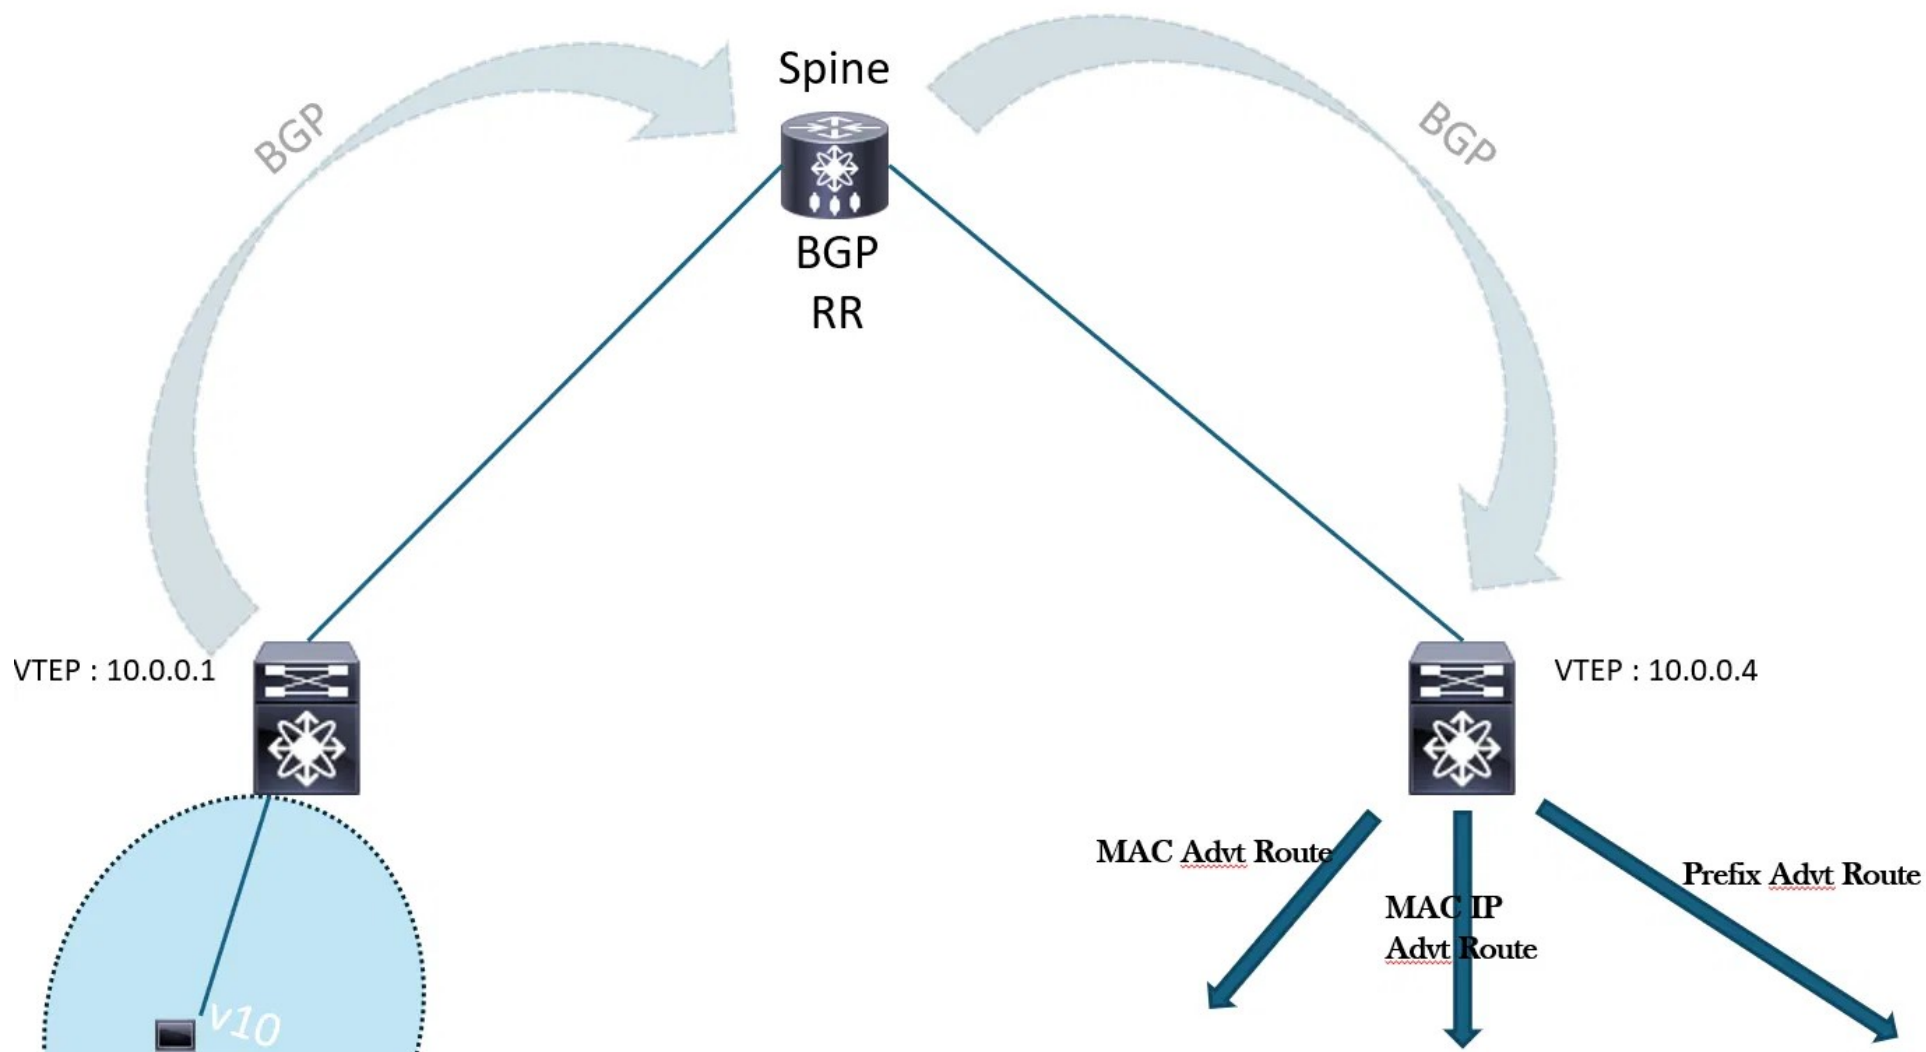 Spine
BGP
BGP
BGP
RR
VTEP : 10.0.0.1
VTEP : 10.0.0.4
MAC Advt Route
Prefix Advt Route
MAC IP
Advt Route
v10